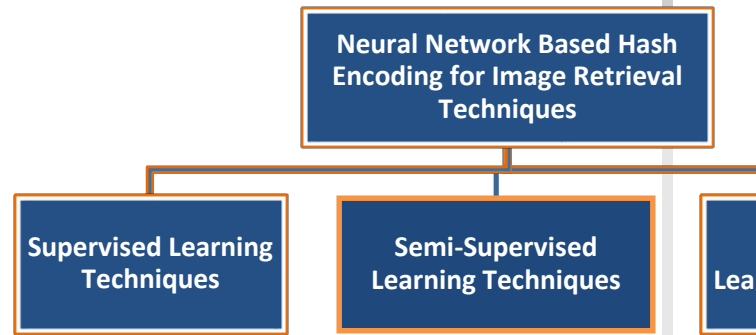 Neural Network Based Hash
Encoding for Image Retrieval
Techniques
Supervised Learning
Techniques
Semi-Supervised
Learning Techniques